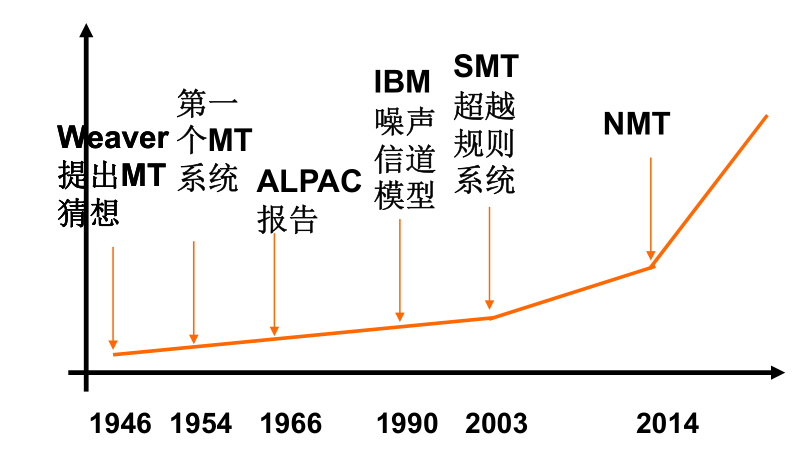 Weaver
提出MT
猜想
第一
个MT
系统
ALPAC
报告
IBM
噪声
信道
模型
SMT
超越
规则
系统
NMT
1946
1954
1966
1990
2003
2014